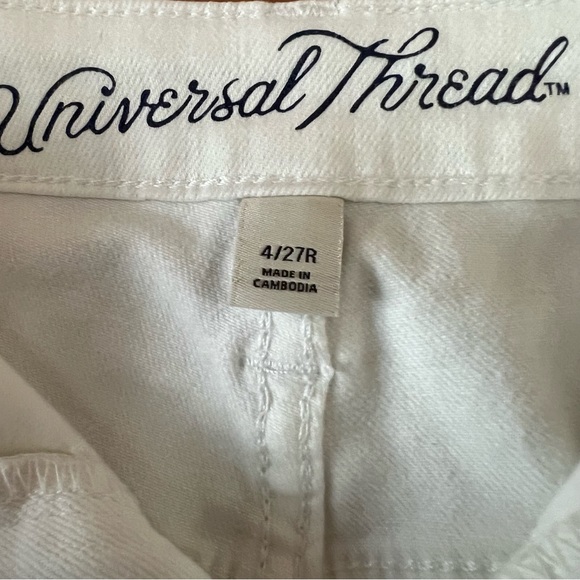 Universal Thread™
4/27R
MADE IN
CAMBODIA